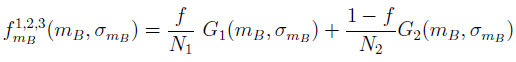 $f_{m_B}^{1,2,3}(m_B, \sigma_{m_B}) = \frac{f}{N_1} \, G_1(m_B, \sigma_{m_B}) + \frac{1-f}{N_2} G_2(m_B, \sigma_{m_B})$